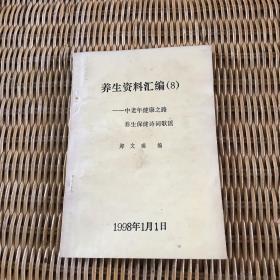 养生资料汇编(8)
——中老年健康之路
养生保健诗词歌谣
文 编
1998年1月1日